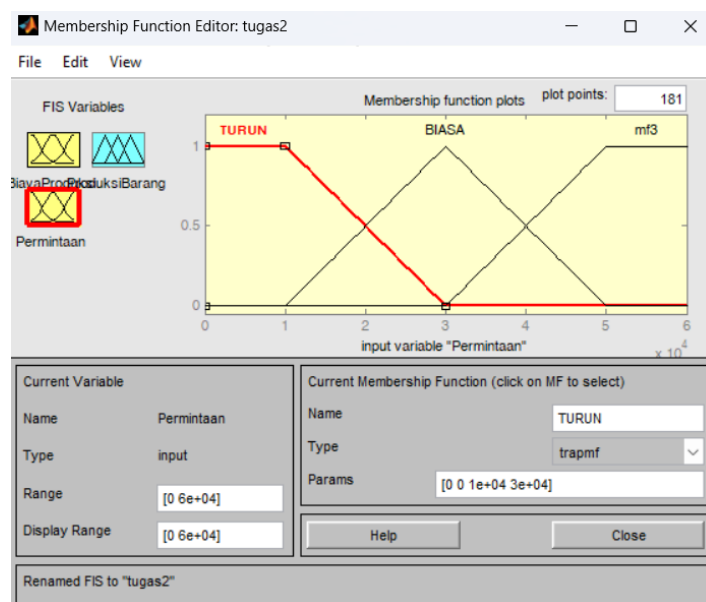 Membership Function Editor: tugas2
File Edit View
FIS Variables
Membership function plots
plot points: 181
TURUN BIASA mf3
1
0.5
0
0 1 2 3 4 5 6
x 10^4
input variable "Permintaan"
Permintaan
Current Variable
Name Permintaan
Type input
Range [0 6e+04]
Display Range [0 6e+04]
Current Membership Function (click on MF to select)
Name TURUN
Type trapmf
Params [0 0 1e+04 3e+04]
Help Close
Renamed FIS to "tugas2"